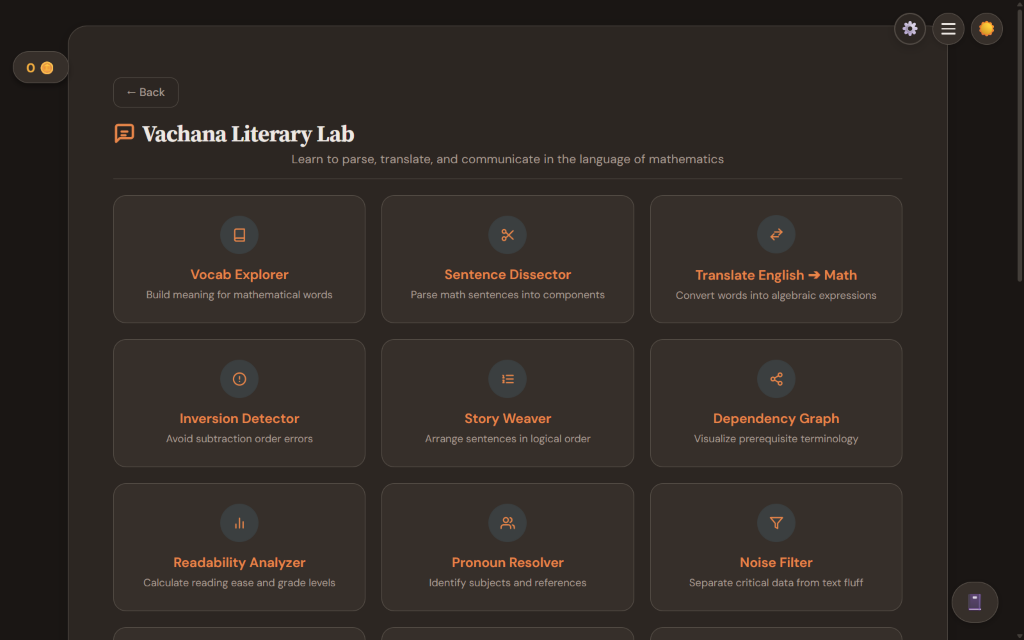 0
← Back
Vachana Literary Lab
Learn to parse, translate, and communicate in the language of mathematics
Vocab Explorer
Build meaning for mathematical words
Sentence Dissector
Parse math sentences into components
Translate English ➔ Math
Convert words into algebraic expressions
Inversion Detector
Avoid subtraction order errors
Story Weaver
Arrange sentences in logical order
Dependency Graph
Visualize prerequisite terminology
Readability Analyzer
Calculate reading ease and grade levels
Pronoun Resolver
Identify subjects and references
Noise Filter
Separate critical data from text fluff